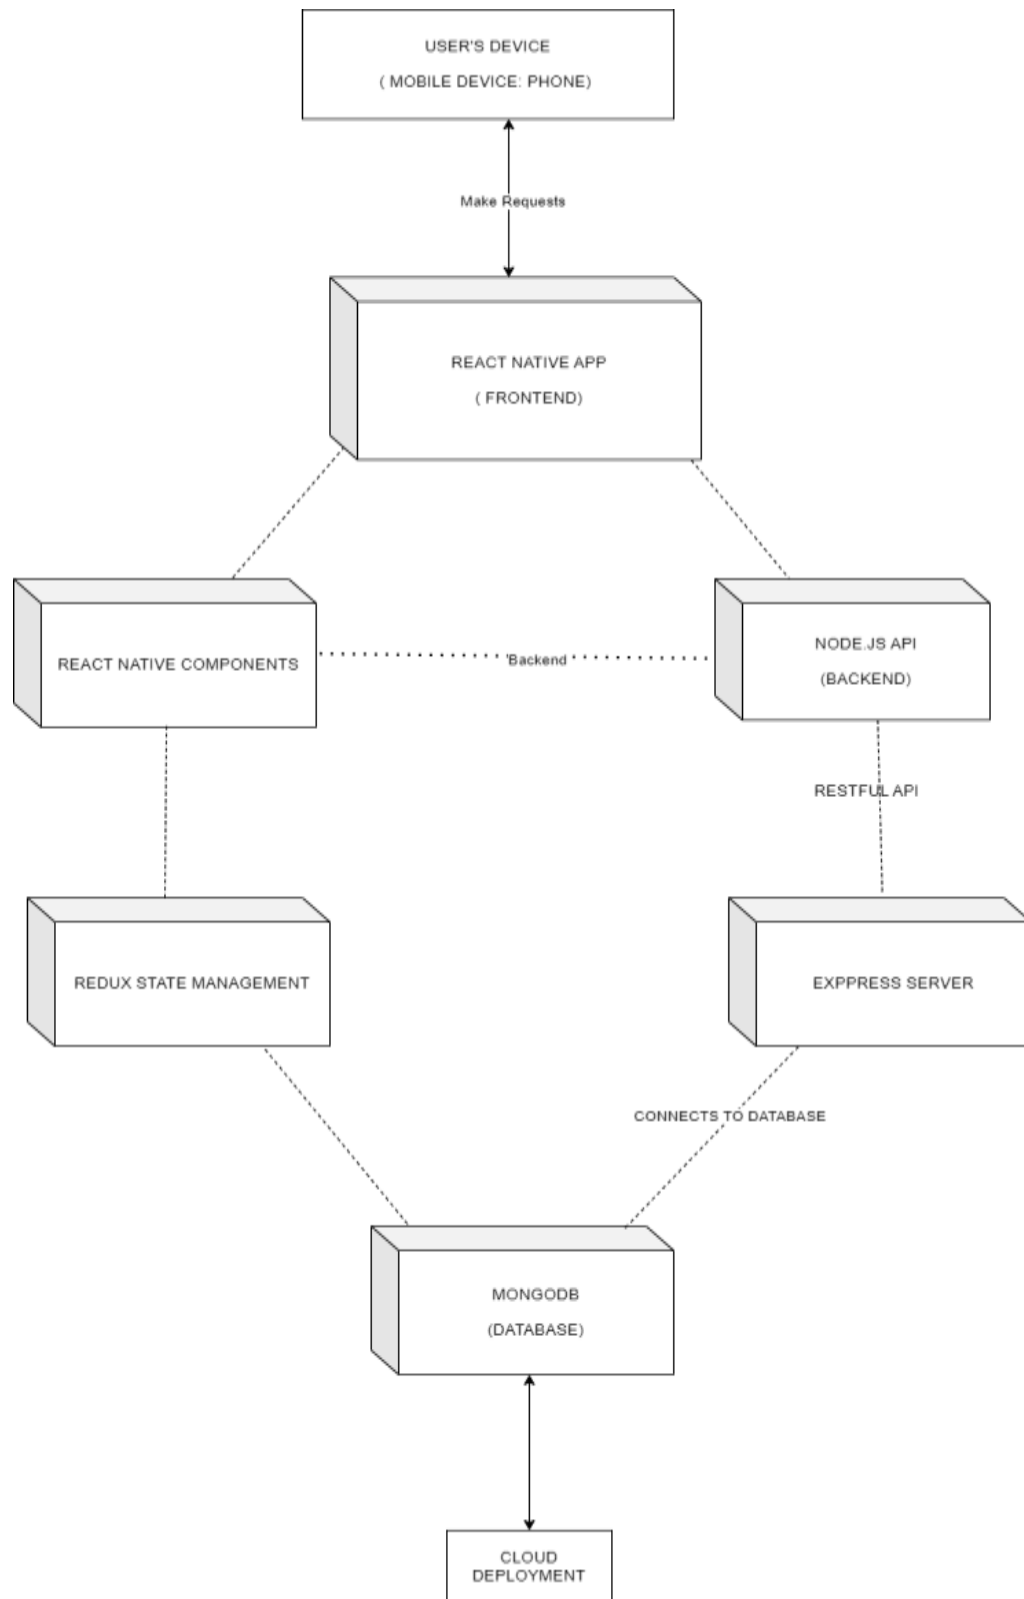 USER'S DEVICE
( MOBILE DEVICE: PHONE)
Make Requests
REACT NATIVE APP
( FRONTEND)
REACT NATIVE COMPONENTS
'Backend
NODE.JS API
(BACKEND)
RESTFUL API
REDUX STATE MANAGEMENT
EXPPRESS SERVER
CONNECTS TO DATABASE
MONGODB
(DATABASE)
CLOUD
DEPLOYMENT